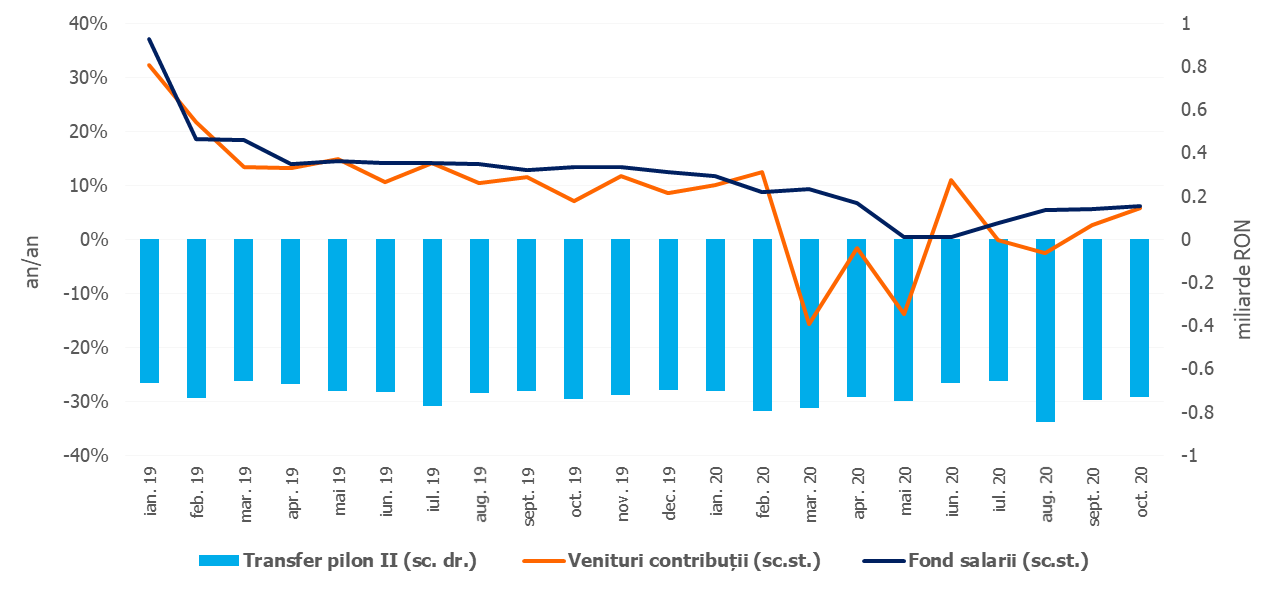 40%
30%
20%
10%
0%
-10%
-20%
-30%
-40%
an/an
1
0.8
0.6
0.4
0.2
0
-0.2
-0.4
-0.6
-0.8
-1
miliarde RON
ian. 19
feb. 19
mar. 19
apr. 19
mai 19
iun. 19
iul. 19
aug. 19
sept. 19
oct. 19
nov. 19
dec. 19
ian. 20
feb. 20
mar. 20
apr. 20
mai 20
iun. 20
iul. 20
aug. 20
sept. 20
oct. 20
Transfer pilon II (sc. dr.)
Venituri contribuții (sc.st.)
Fond salarii (sc.st.)